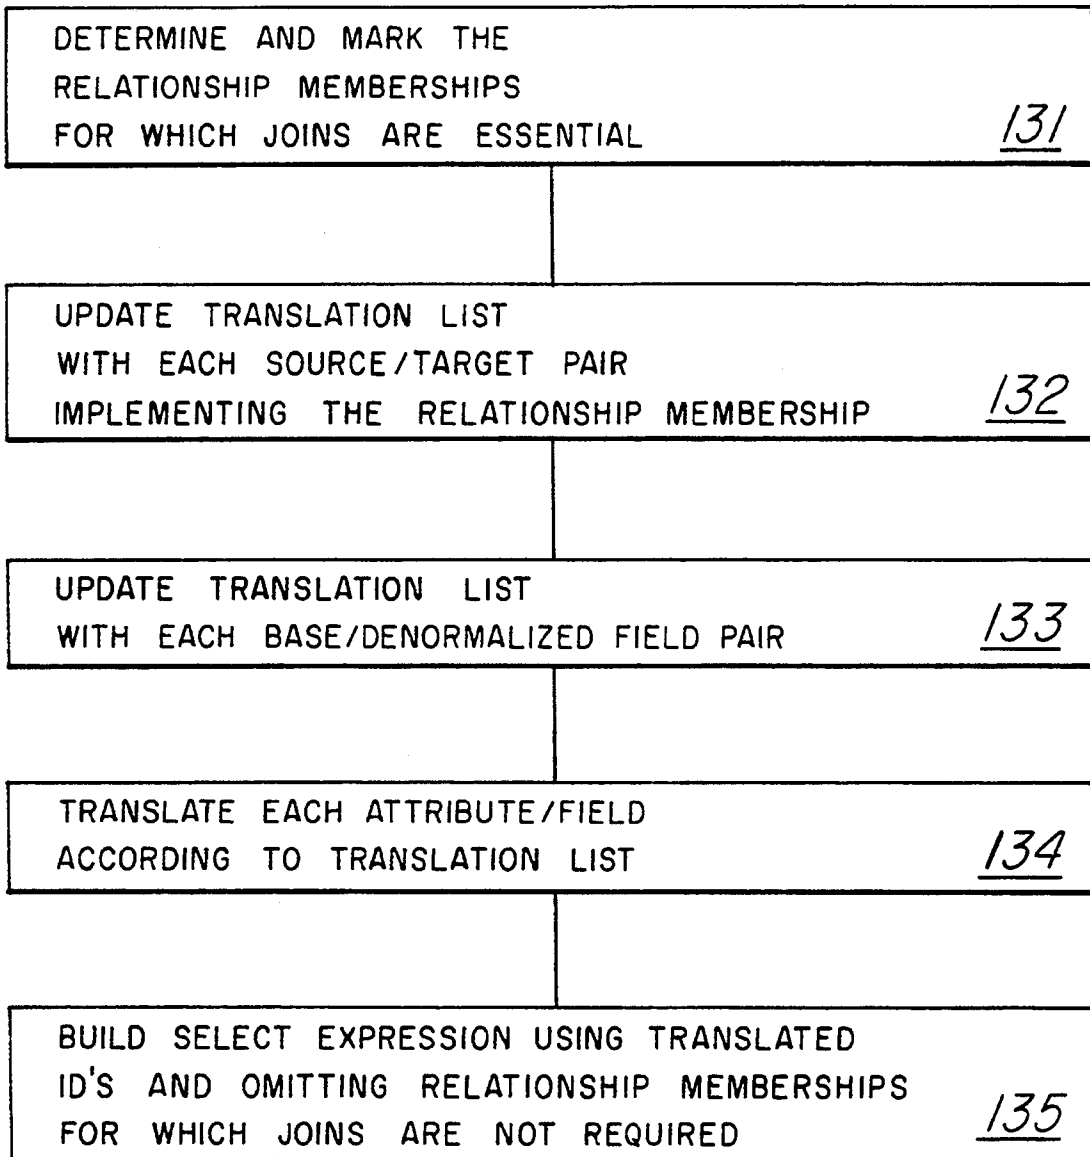 DETERMINE AND MARK THE
RELATIONSHIP MEMBERSHIPS
FOR WHICH JOINS ARE ESSENTIAL 131
UPDATE TRANSLATION LIST
WITH EACH SOURCE/TARGET PAIR
IMPLEMENTING THE RELATIONSHIP MEMBERSHIP 132
UPDATE TRANSLATION LIST
WITH EACH BASE/DENORMALIZED FIELD PAIR 133
TRANSLATE EACH ATTRIBUTE/FIELD
ACCORDING TO TRANSLATION LIST 134
BUILD SELECT EXPRESSION USING TRANSLATED
ID'S AND OMITTING RELATIONSHIP MEMBERSHIPS
FOR WHICH JOINS ARE NOT REQUIRED 135